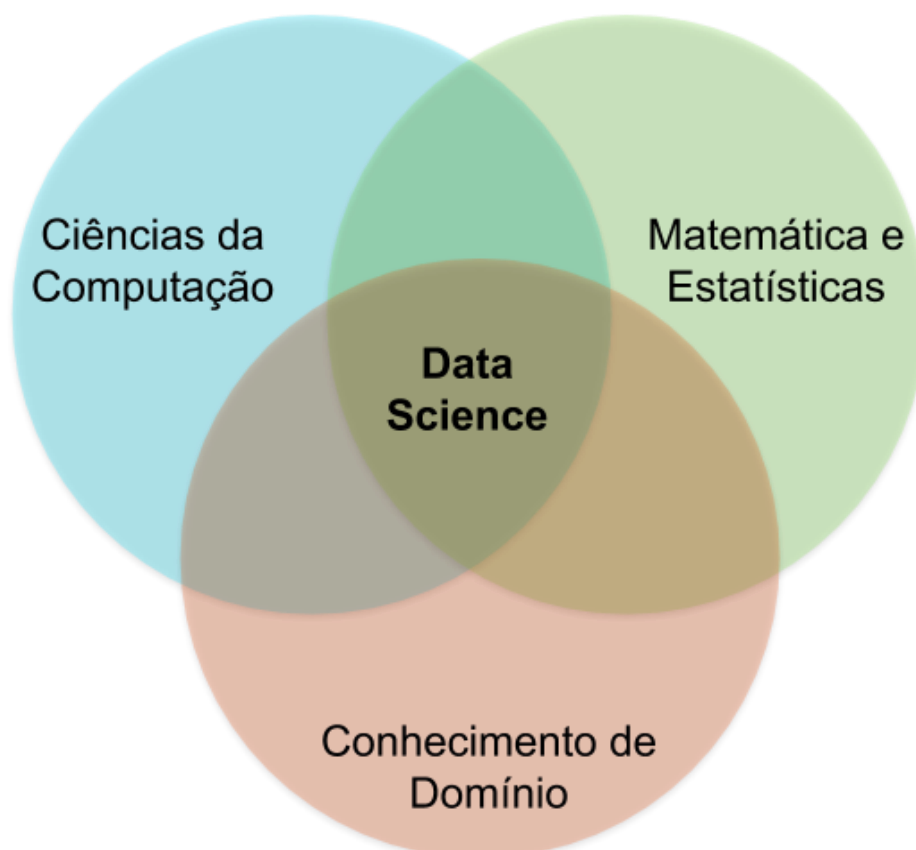 Ciências da
Computação
Matemática e
Estatísticas
Data
Science
Conhecimento de
Domínio